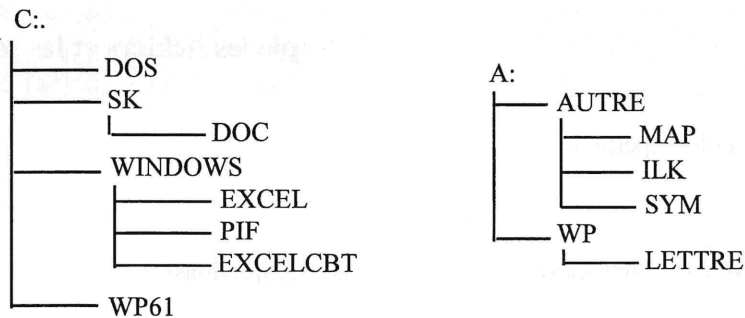 C:.
DOS
SK
DOC
WINDOWS
EXCEL
PIF
EXCELCBT
WP61
A:
AUTRE
MAP
ILK
SYM
WP
LETTRE